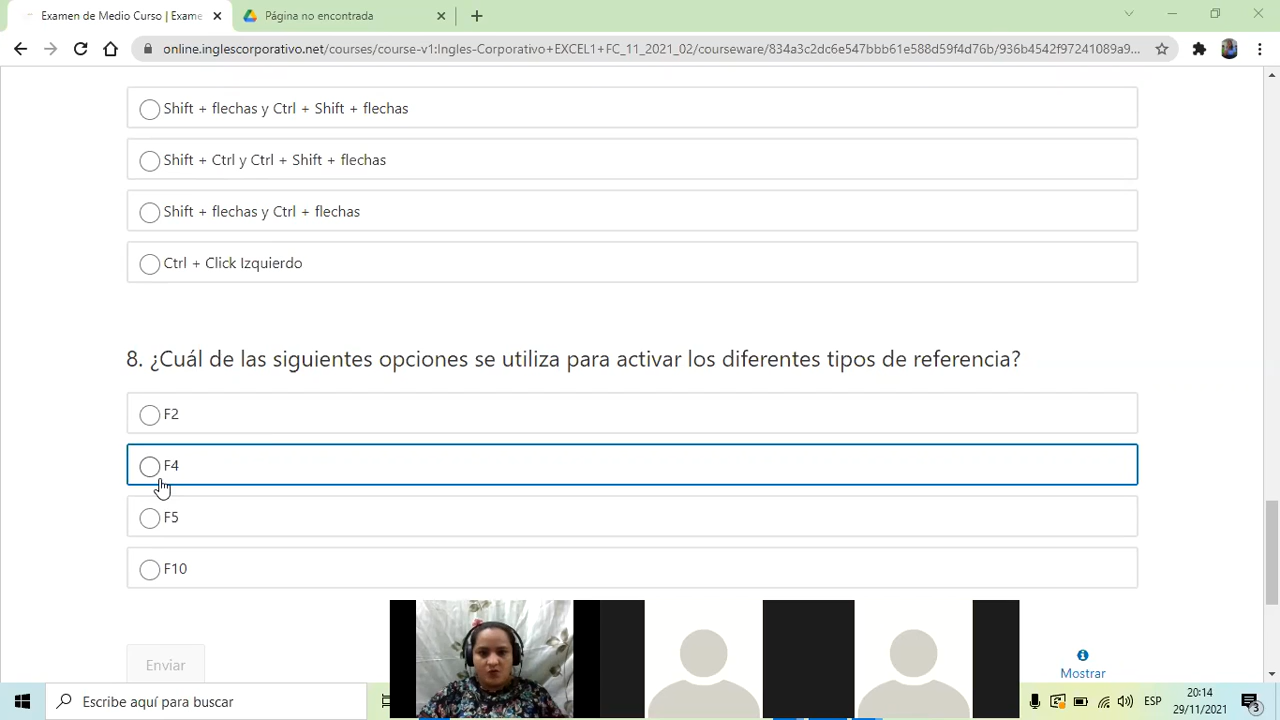 Examen de Medio Curso | Exame
Página no encontrada
online.inglescorporativo.net/courses/course-v1:Ingles-Corporativo+EXCEL1+FC_11_2021_02/courseware/834a3c2dc6e547bbb61e588d59f4d76b/936b4542f97241089a9...
Shift + flechas y Ctrl + Shift + flechas
Shift + Ctrl y Ctrl + Shift + flechas
Shift + flechas y Ctrl + flechas
Ctrl + Click Izquierdo
8. ¿Cuál de las siguientes opciones se utiliza para activar los diferentes tipos de referencia?
F2
F4
F5
F10
Enviar
Mostrar
Escribe aquí para buscar
ESP
20:14
29/11/2021
3